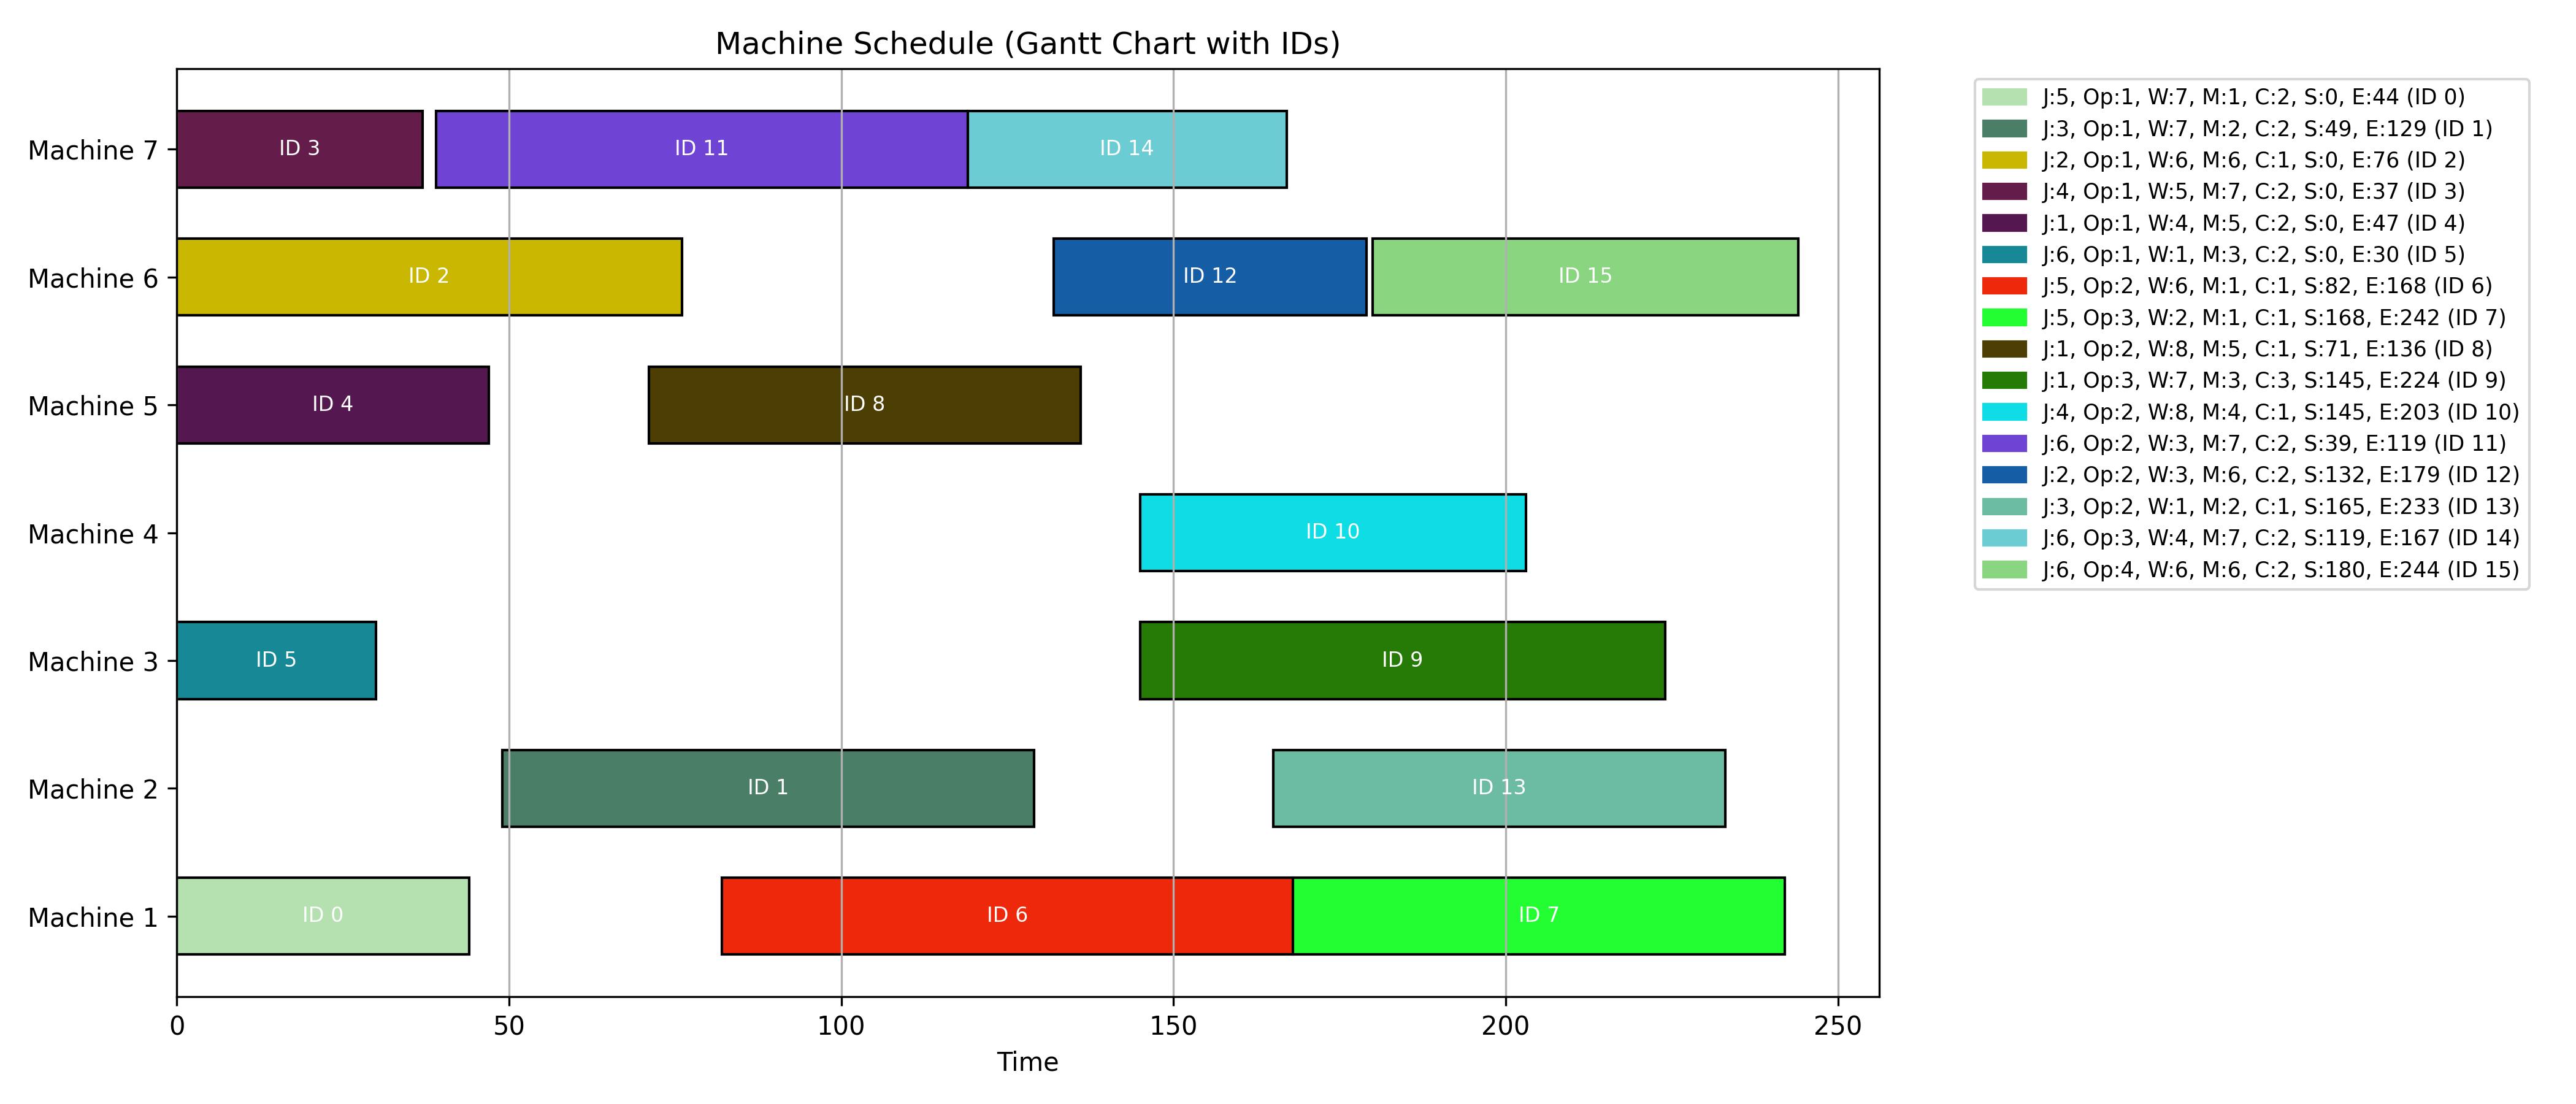 Machine Schedule (Gantt Chart with IDs)
Machine 7
ID 3
ID 11
ID 14
Machine 6
ID 2
ID 12
ID 15
Machine 5
ID 4
ID 8
Machine 4
ID 10
Machine 3
ID 5
ID 9
Machine 2
ID 1
ID 13
Machine 1
ID 0
ID 6
ID 7
0 50 100 150 200 250
Time
J:5, Op:1, W:7, M:1, C:2, S:0, E:44 (ID 0)
J:3, Op:1, W:7, M:2, C:2, S:49, E:129 (ID 1)
J:2, Op:1, W:6, M:6, C:1, S:0, E:76 (ID 2)
J:4, Op:1, W:5, M:7, C:2, S:0, E:37 (ID 3)
J:1, Op:1, W:4, M:5, C:2, S:0, E:47 (ID 4)
J:6, Op:1, W:1, M:3, C:2, S:0, E:30 (ID 5)
J:5, Op:2, W:6, M:1, C:1, S:82, E:168 (ID 6)
J:5, Op:3, W:2, M:1, C:1, S:168, E:242 (ID 7)
J:1, Op:2, W:8, M:5, C:1, S:71, E:136 (ID 8)
J:1, Op:3, W:7, M:3, C:3, S:145, E:224 (ID 9)
J:4, Op:2, W:8, M:4, C:1, S:145, E:203 (ID 10)
J:6, Op:2, W:3, M:7, C:2, S:39, E:119 (ID 11)
J:2, Op:2, W:3, M:6, C:2, S:132, E:179 (ID 12)
J:3, Op:2, W:1, M:2, C:1, S:165, E:233 (ID 13)
J:6, Op:3, W:4, M:7, C:2, S:119, E:167 (ID 14)
J:6, Op:4, W:6, M:6, C:2, S:180, E:244 (ID 15)